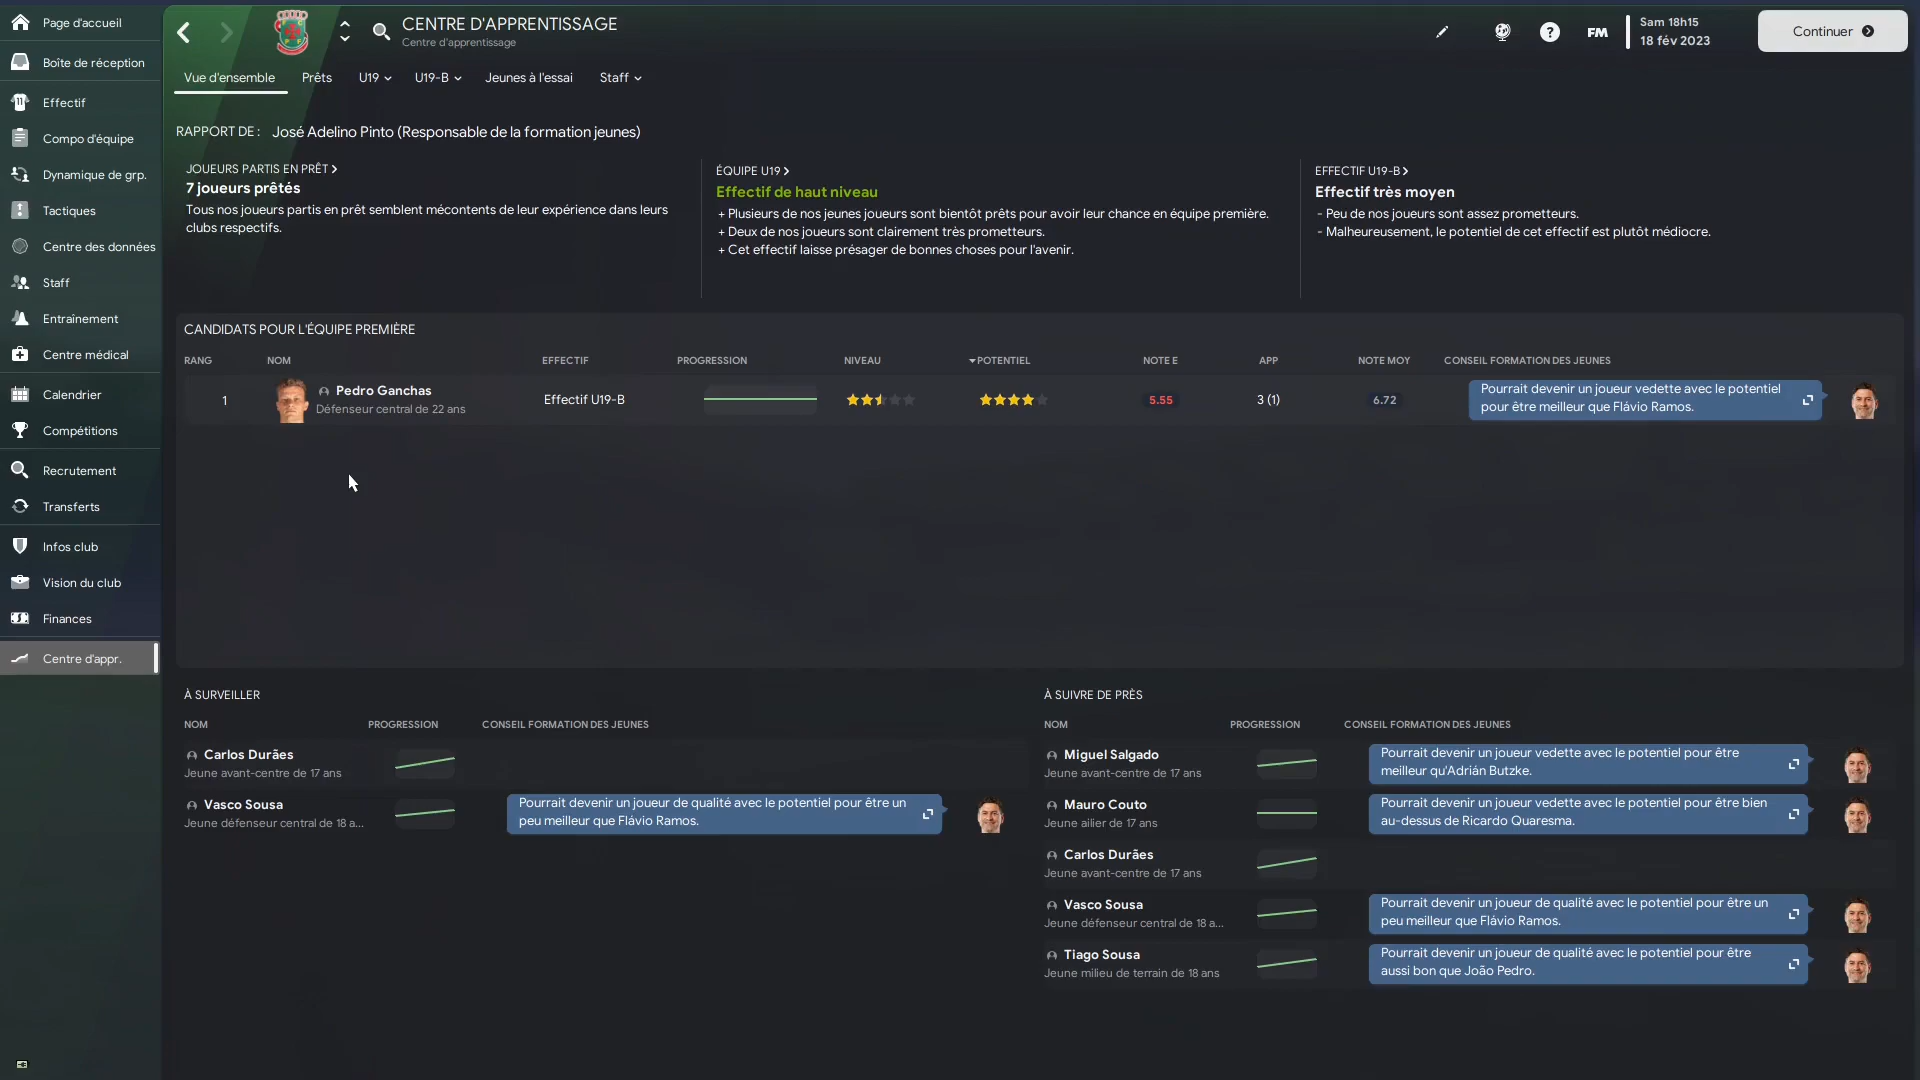 Page d'accueil
Boîte de réception
Effectif
Compo d'équipe
Dynamique de grp.
Tactiques
Centre des données
Staff
Entraînement
Centre médical
Calendrier
Compétitions
Recrutement
Transferts
Infos club
Vision du club
Finances
Centre d'appr.
CENTRE D'APPRENTISSAGE
Centre d'apprentissage
FM
Sam 18h15
18 fév 2023
Continuer
Vue d'ensemble Prêts U19 U19-B Jeunes à l'essai Staff
RAPPORT DE : José Adelino Pinto (Responsable de la formation jeunes)
JOUEURS PARTIS EN PRÊT
7 joueurs prêtés
Tous nos joueurs partis en prêt semblent mécontents de leur expérience dans leurs
clubs respectifs.
ÉQUIPE U19
Effectif de haut niveau
+ Plusieurs de nos jeunes joueurs sont bientôt prêts pour avoir leur chance en équipe première.
+ Deux de nos joueurs sont clairement très prometteurs.
+ Cet effectif laisse présager de bonnes choses pour l'avenir.
EFFECTIF U19-B
Effectif très moyen
- Peu de nos joueurs sont assez prometteurs.
- Malheureusement, le potentiel de cet effectif est plutôt médiocre.
CANDIDATS POUR L'ÉQUIPE PREMIÈRE
RANG NOM EFFECTIF PROGRESSION NIVEAU POTENTIEL NOTE E APP NOTE MOY CONSEIL FORMATION DES JEUNES
1 Pedro Ganchas
Défenseur central de 22 ans
Effectif U19-B
5.55 3 (1) 6.72
Pourrait devenir un joueur vedette avec le potentiel
pour être meilleur que Flávio Ramos.
À SURVEILLER
NOM PROGRESSION CONSEIL FORMATION DES JEUNES
Carlos Durães
Jeune avant-centre de 17 ans
Vasco Sousa
Jeune défenseur central de 18 a...
Pourrait devenir un joueur de qualité avec le potentiel pour être un
peu meilleur que Flávio Ramos.
À SUIVRE DE PRÈS
NOM PROGRESSION CONSEIL FORMATION DES JEUNES
Miguel Salgado
Jeune avant-centre de 17 ans
Pourrait devenir un joueur vedette avec le potentiel pour être
meilleur qu'Adrián Butzke.
Mauro Couto
Jeune ailier de 17 ans
Pourrait devenir un joueur vedette avec le potentiel pour être bien
au-dessus de Ricardo Quaresma.
Carlos Durães
Jeune avant-centre de 17 ans
Vasco Sousa
Jeune défenseur central de 18 a...
Pourrait devenir un joueur de qualité avec le potentiel pour être un
peu meilleur que Flávio Ramos.
Tiago Sousa
Jeune milieu de terrain de 18 ans
Pourrait devenir un joueur de qualité avec le potentiel pour être
aussi bon que João Pedro.